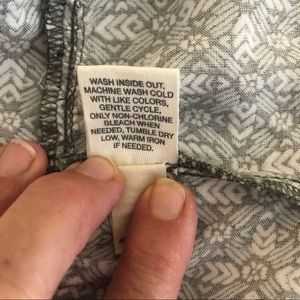 WASH INSIDE OUT,
MACHINE WASH COLD
WITH LIKE COLORS,
GENTLE CYCLE,
ONLY NON-CHLORINE
BLEACH WHEN
NEEDED, TUMBLE DRY
LOW, WARM IRON
IF NEEDED.